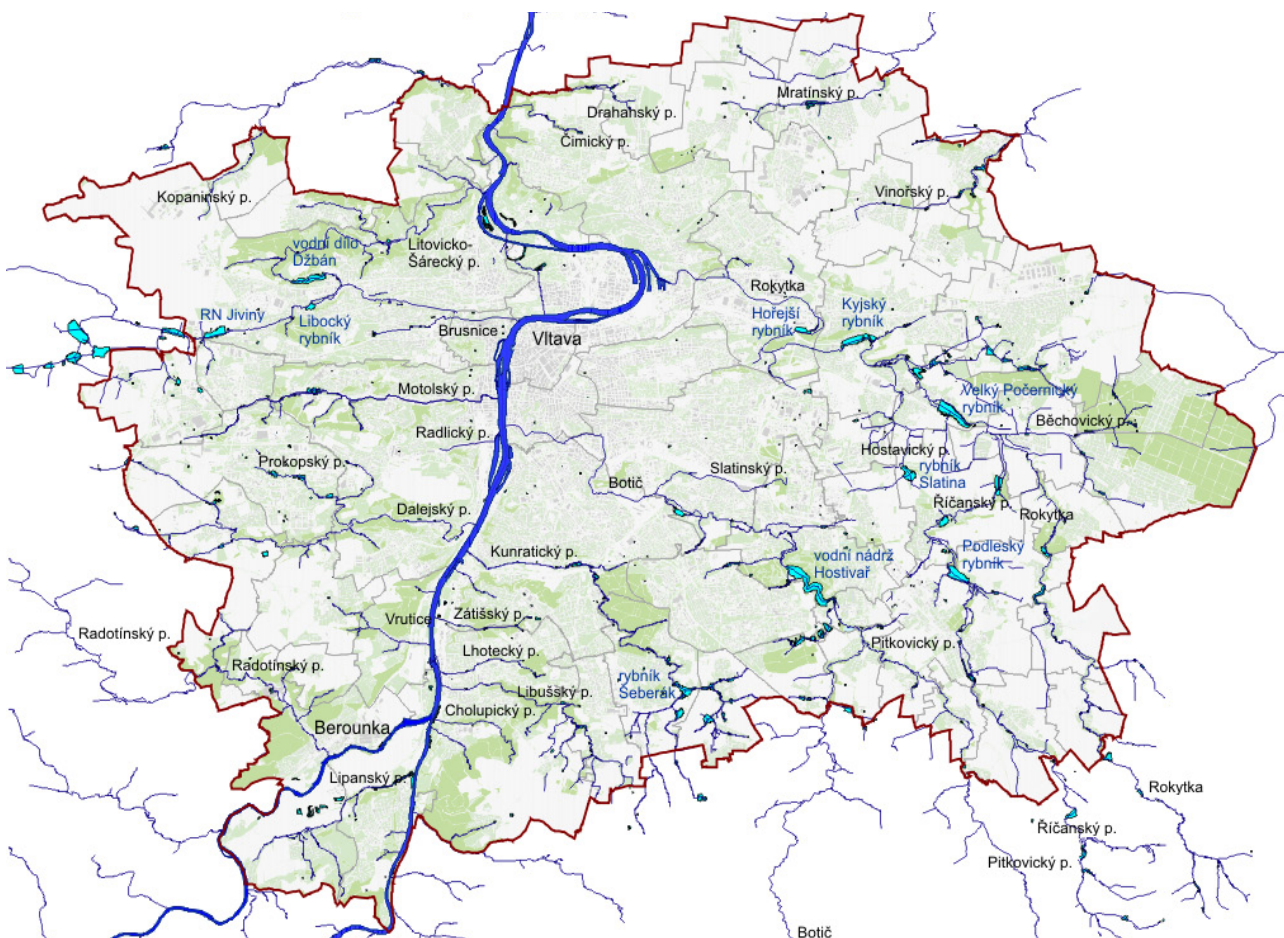 Mratínský p.
Drahanský p.
Čimický p.
Kopaninský p.
Vinořský p.
vodní dílo
Džbán
Litovicko-
Šárecký p.
Rokytka
RN Jiviny
Libocký
rybník
Brusnice
Vltava
Hořejší
rybník
Kyjský
rybník
Motolský p.
Velký Počernický
rybník
Běchovický p.
Radlický p.
Hostavický p.
rybník
Slatina
Prokopský p.
Slatinský p.
Botič
Říčanský p.
Rokytka
Dalejský p.
Kunratický p.
vodní nádrž
Hostivař
Podleský
rybník
Vrutice
Zátišský p.
Radotínský p.
Pitkovický p.
Lhotecký p.
Radotínský p.
rybník
Šeberák
Libušský p.
Cholupický p.
Berounka
Lipanský p.
Rokytka
Říčanský p.
Pitkovický p.
Botič